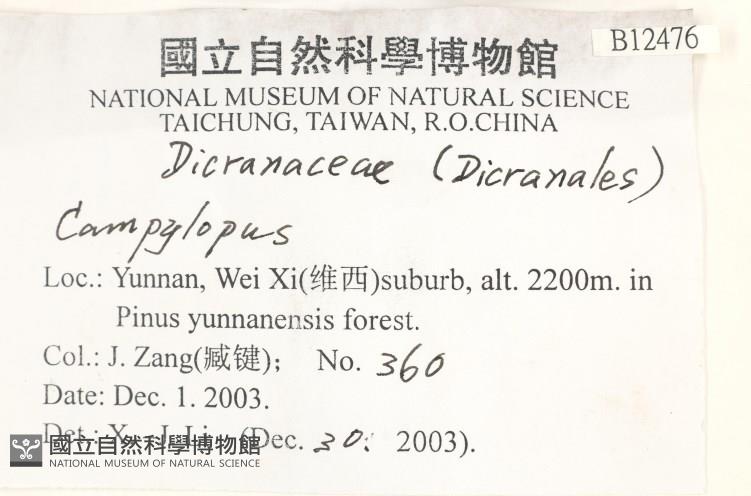 B12476
國立自然科學博物館
NATIONAL MUSEUM OF NATURAL SCIENCE
TAICHUNG, TAIWAN, R.O.CHINA
Dicranaceae (Dicranales)
Campylopus
Loc.: Yunnan, Wei Xi(维西)suburb, alt. 2200m. in
Pinus yunnanensis forest.
Col.: J. Zang(臧键); No. 360
Date: Dec. 1. 2003.
Det.: X. J. Li (Dec. 30. 2003).
國立自然科學博物館
NATIONAL MUSEUM OF NATURAL SCIENCE